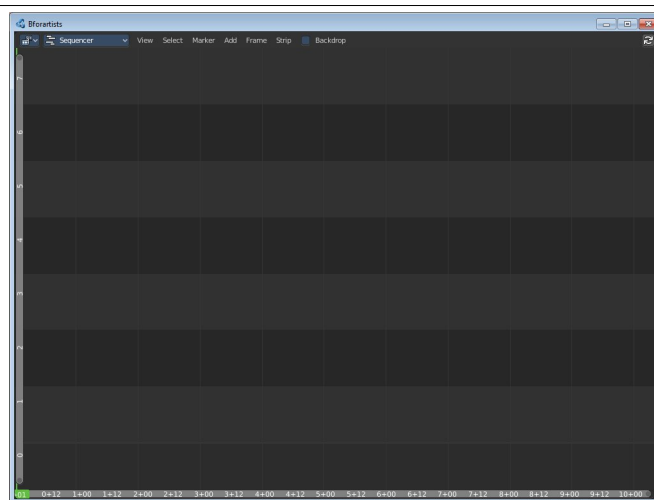 Bforartists
Sequencer View Select Marker Add Frame Strip Backdrop
7
6
5
4
3
2
1
0
-01 0+12 1+00 1+12 2+00 2+12 3+00 3+12 4+00 4+12 5+00 5+12 6+00 6+12 7+00 7+12 8+00 8+12 9+00 9+12 10+00